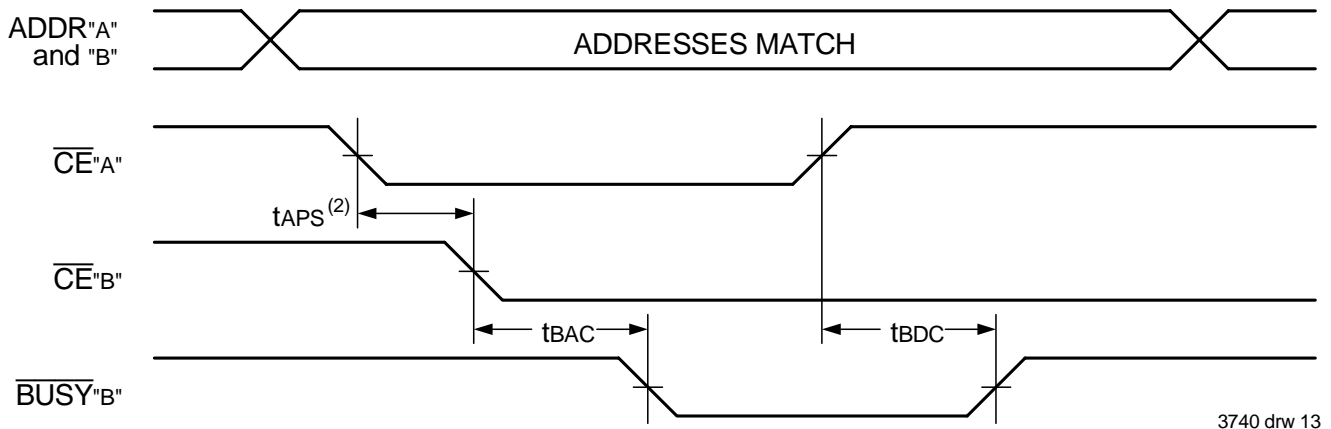 ADDR"A"
and "B"
ADDRESSES MATCH
CE"A"
tAPS(2)
CE"B"
tBAC
tBDC
BUSY"B"
3740 drw 13